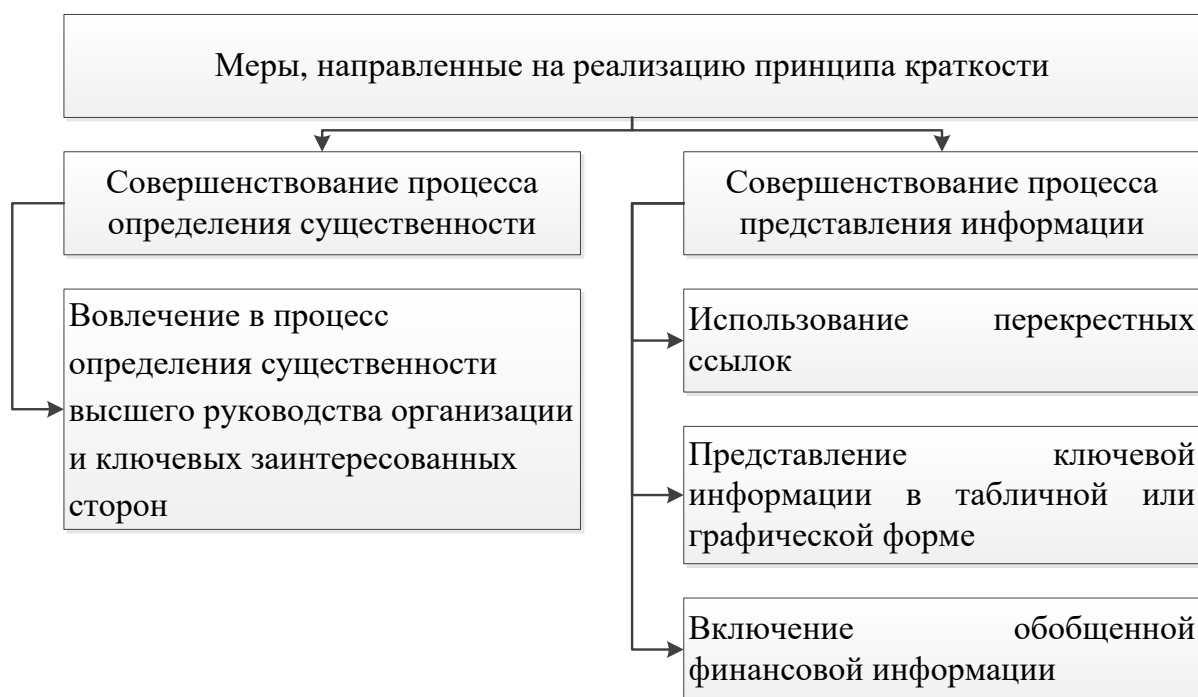 Меры, направленные на реализацию принципа краткости
Совершенствование процесса
определения существенности
Вовлечение в процесс
определения существенности
высшего руководства организации
и ключевых заинтересованных
сторон
Совершенствование процесса
представления информации
Использование перекрестных
ссылок
Представление ключевой
информации в табличной или
графической форме
Включение обобщенной
финансовой информации